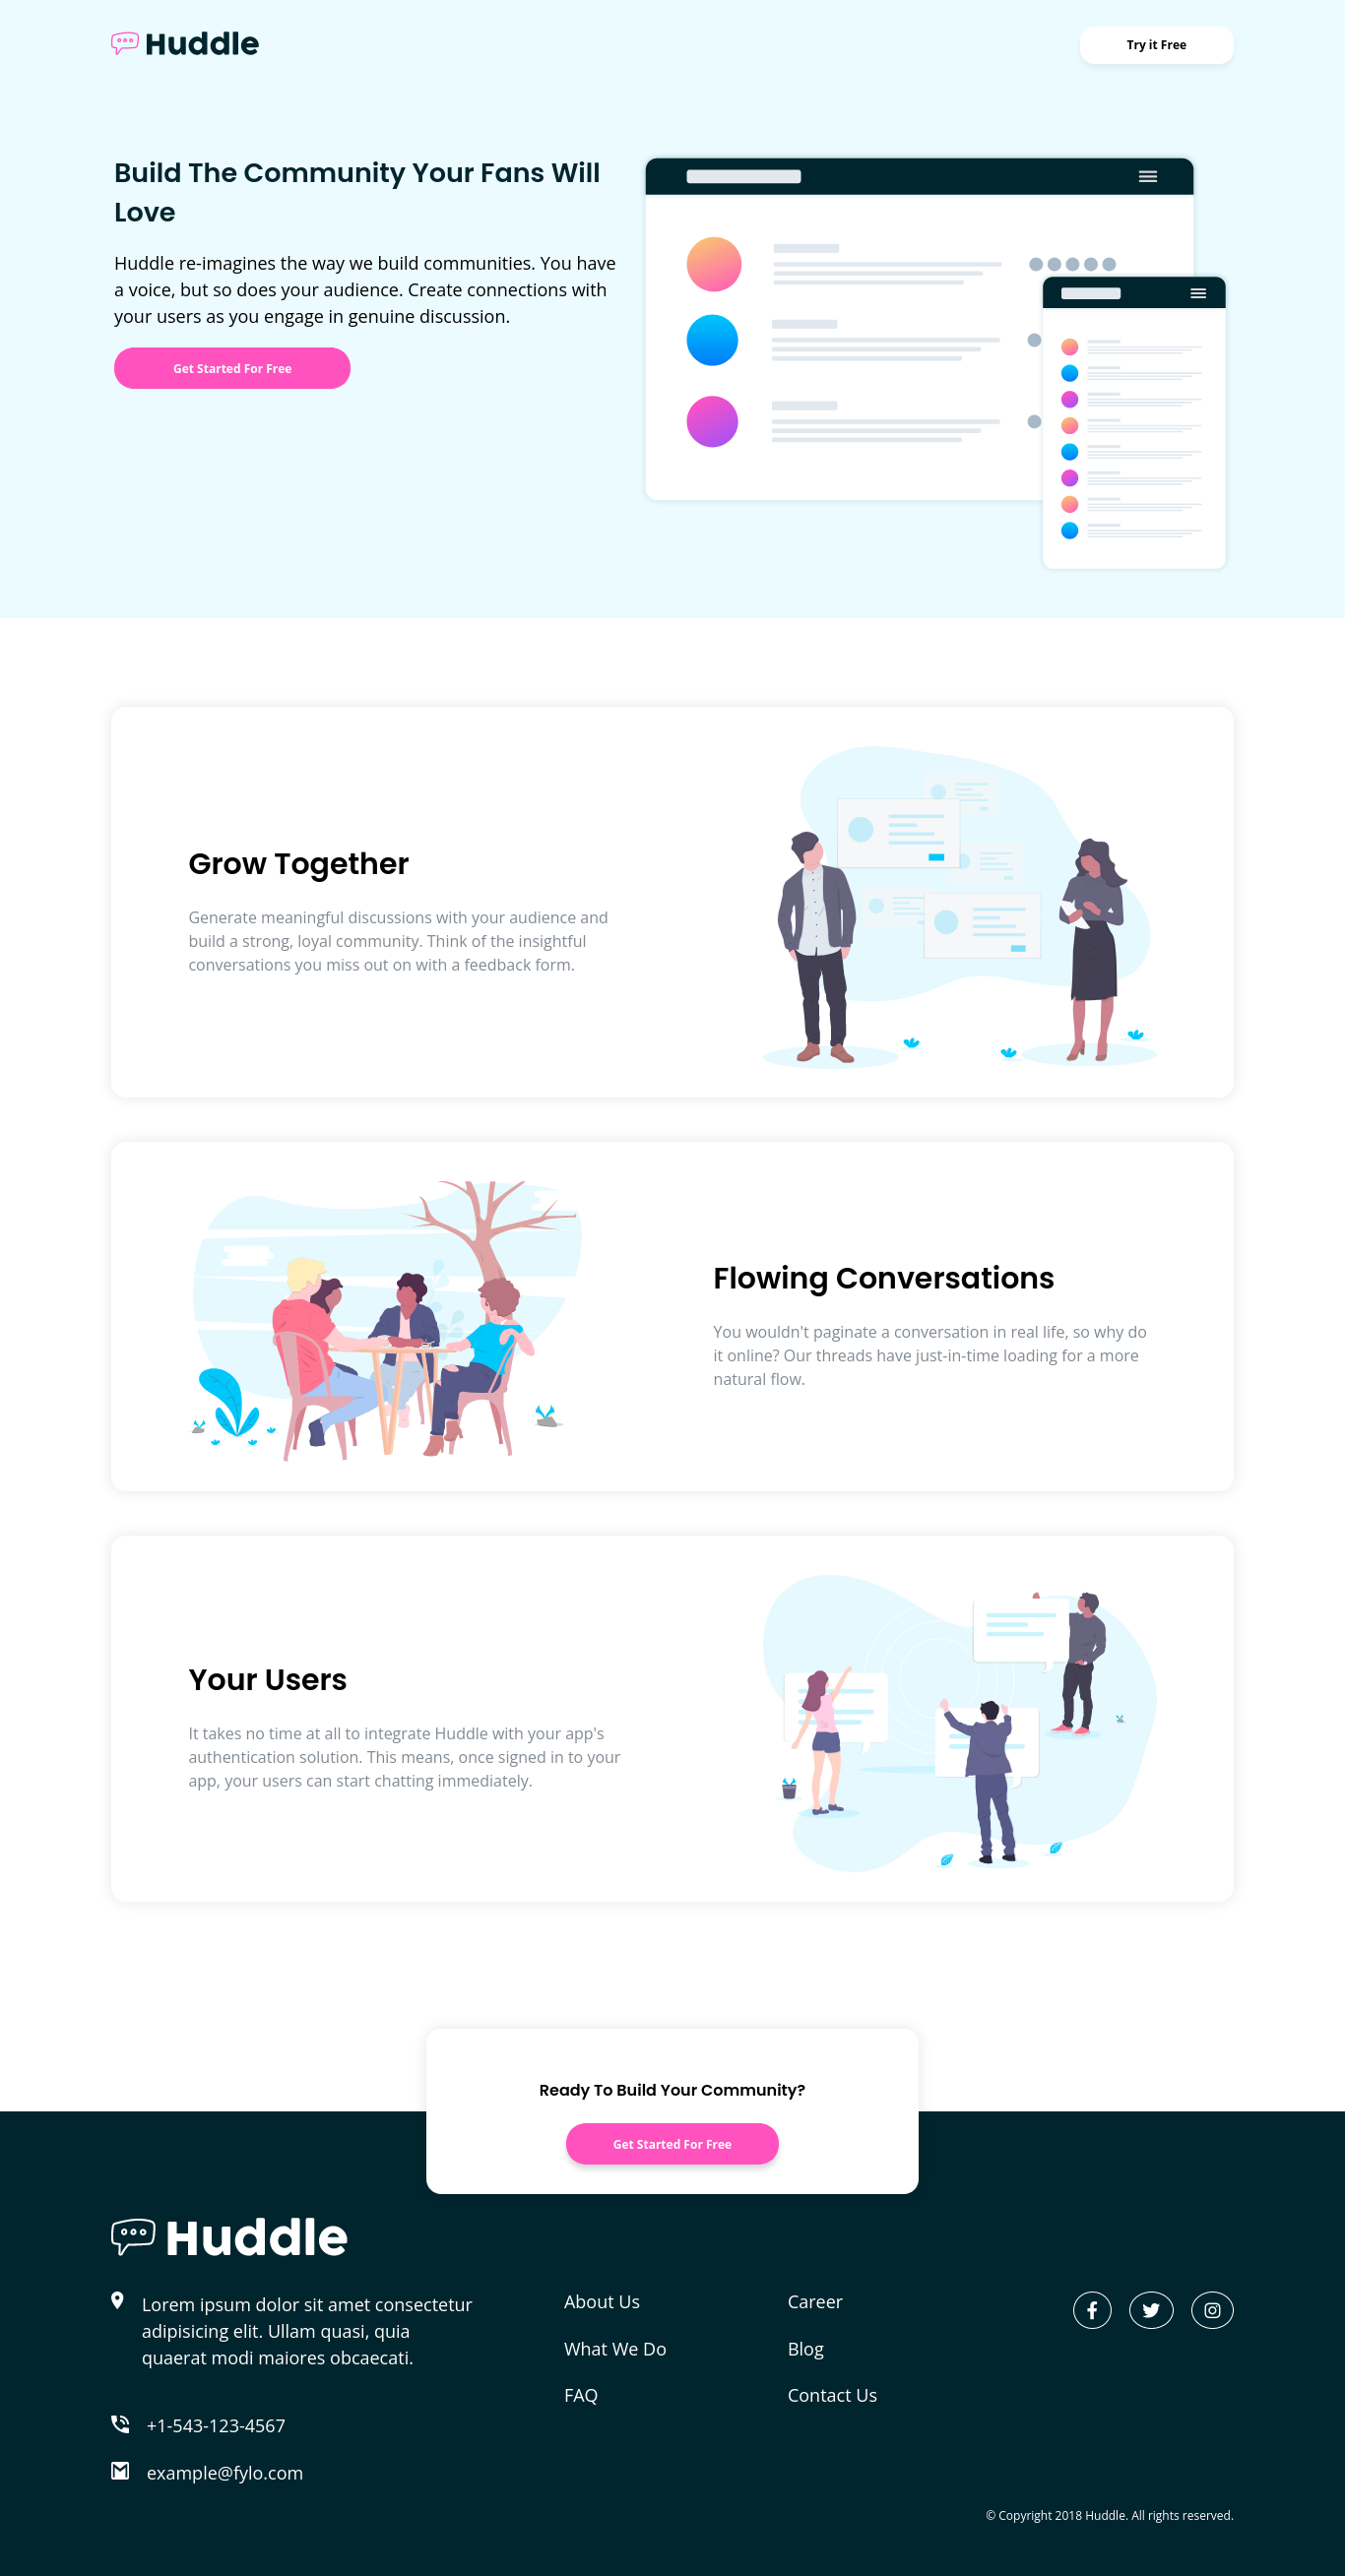 Huddle
Try it Free
Build The Community Your Fans Will
Love
Huddle re-imagines the way we build communities. You have
a voice, but so does your audience. Create connections with
your users as you engage in genuine discussion.
Get Started For Free
Grow Together
Generate meaningful discussions with your audience and
build a strong, loyal community. Think of the insightful
conversations you miss out on with a feedback form.
Flowing Conversations
You wouldn't paginate a conversation in real life, so why do
it online? Our threads have just-in-time loading for a more
natural flow.
Your Users
It takes no time at all to integrate Huddle with your app's
authentication solution. This means, once signed in to your
app, your users can start chatting immediately.
Ready To Build Your Community?
Get Started For Free
Huddle
Lorem ipsum dolor sit amet consectetur
adipisicing elit. Ullam quasi, quia
quaerat modi maiores obcaecati.
+1-543-123-4567
example@fylo.com
About Us
What We Do
FAQ
Career
Blog
Contact Us
© Copyright 2018 Huddle. All rights reserved.